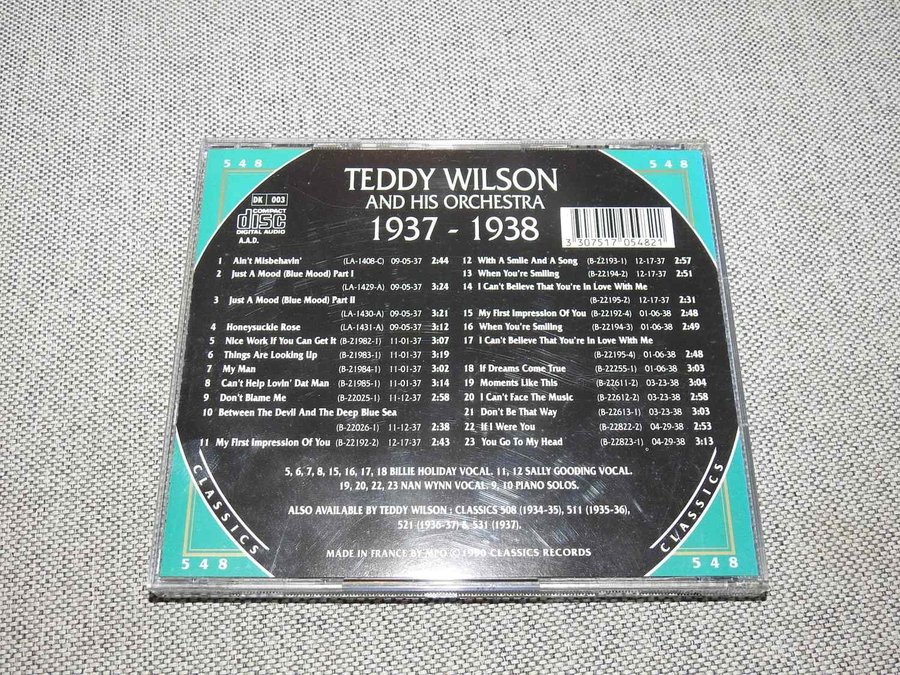 548
548
TEDDY WILSON
AND HIS ORCHESTRA
1937 - 1938
DK 003
COMPACT
disc
DIGITAL AUDIO
A.A.D.
3 307517 054821
1 Ain't Misbehavin' (LA-1408-C) 09-05-37 2:44
2 Just A Mood (Blue Mood) Part I
(LA-1429-A) 09-05-37 3:24
3 Just A Mood (Blue Mood) Part II
(LA-1430-A) 09-05-37 3:21
4 Honeysuckle Rose (LA-1431-A) 09-05-37 3:12
5 Nice Work If You Can Get It (B-21982-1) 11-01-37 3:07
6 Things Are Looking Up (B-21983-1) 11-01-37 3:19
7 My Man (B-21984-1) 11-01-37 3:02
8 Can't Help Lovin' Dat Man (B-21985-1) 11-01-37 3:14
9 Don't Blame Me (B-22025-1) 11-12-37 2:58
10 Between The Devil And The Deep Blue Sea
(B-22026-1) 11-12-37 2:38
11 My First Impression Of You (B-22192-2) 12-17-37 2:43
12 With A Smile And A Song (B-22193-1) 12-17-37 2:57
13 When You're Smiling (B-22194-2) 12-17-37 2:51
14 I Can't Believe That You're In Love With Me
(B-22195-2) 12-17-37 2:31
15 My First Impression Of You (B-22192-4) 01-06-38 2:48
16 When You're Smiling (B-22194-3) 01-06-38 2:49
17 I Can't Believe That You're In Love With Me
(B-22195-4) 01-06-38 2:48
18 If Dreams Come True (B-22255-1) 01-06-38 3:03
19 Moments Like This (B-22611-2) 03-23-38 3:04
20 I Can't Face The Music (B-22612-2) 03-23-38 2:58
21 Don't Be That Way (B-22613-1) 03-23-38 3:03
22 If I Were You (B-22822-2) 04-29-38 2:53
23 You Go To My Head (B-22823-1) 04-29-38 3:13
5, 6, 7, 8, 15, 16, 17, 18 BILLIE HOLIDAY VOCAL. 11, 12 SALLY GOODING VOCAL.
19, 20, 22, 23 NAN WYNN VOCAL. 9, 10 PIANO SOLOS.
ALSO AVAILABLE BY TEDDY WILSON : CLASSICS 508 (1934-35), 511 (1935-36),
521 (1936-37) & 531 (1937).
MADE IN FRANCE BY MPO © 1990 CLASSICS RECORDS
CLASSICS
CLASSICS
548
548